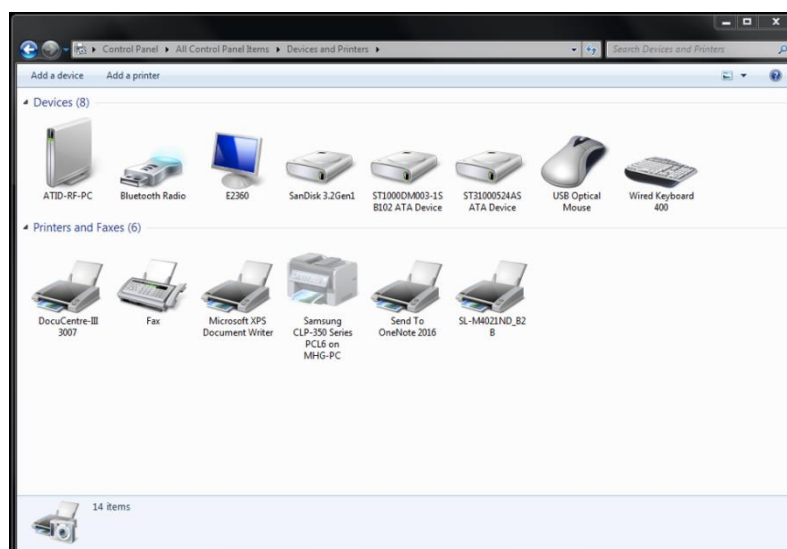 Control Panel ▸ All Control Panel Items ▸ Devices and Printers ▸
Search Devices and Printers
Add a device Add a printer
Devices (8)
ATID-RF-PC
Bluetooth Radio
E2360
SanDisk 3.2Gen1
ST1000DM003-1S
B102 ATA Device
ST31000524AS
ATA Device
USB Optical
Mouse
Wired Keyboard
400
Printers and Faxes (6)
DocuCentre-III
3007
Fax
Microsoft XPS
Document Writer
Samsung
CLP-350 Series
PCL6 on
MHG-PC
Send To
OneNote 2016
SL-M4021ND_B2
B
14 items